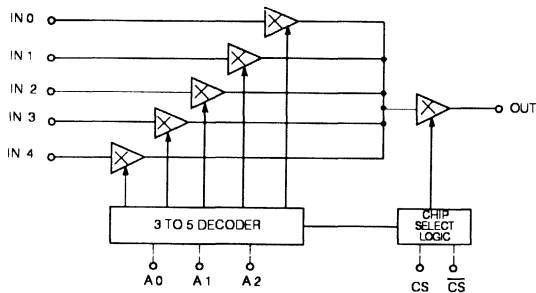 IN 0
IN 1
IN 2
IN 3
IN 4
OUT
3 TO 5 DECODER
CHIP
SELECT
LOGIC
A0
A1
A2
CS
C̅S̅